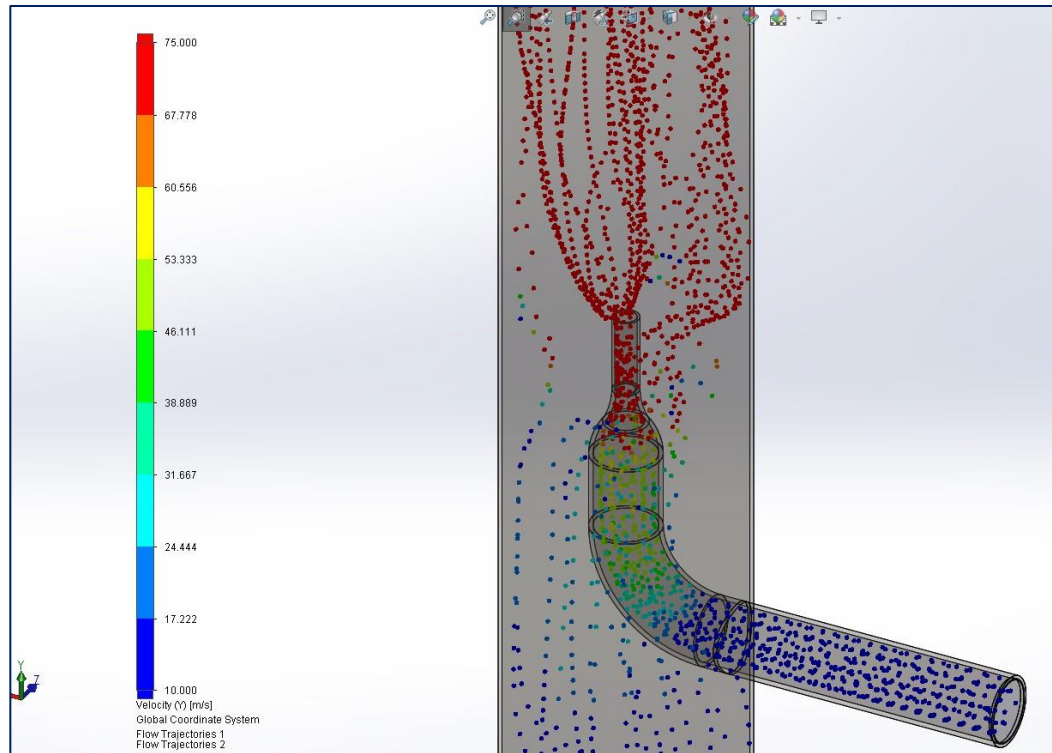 75.000
67.778
60.556
53.333
46.111
38.889
31.667
24.444
17.222
10.000
Velocity (Y) [m/s]
Global Coordinate System
Flow Trajectories 1
Flow Trajectories 2
Y
Z